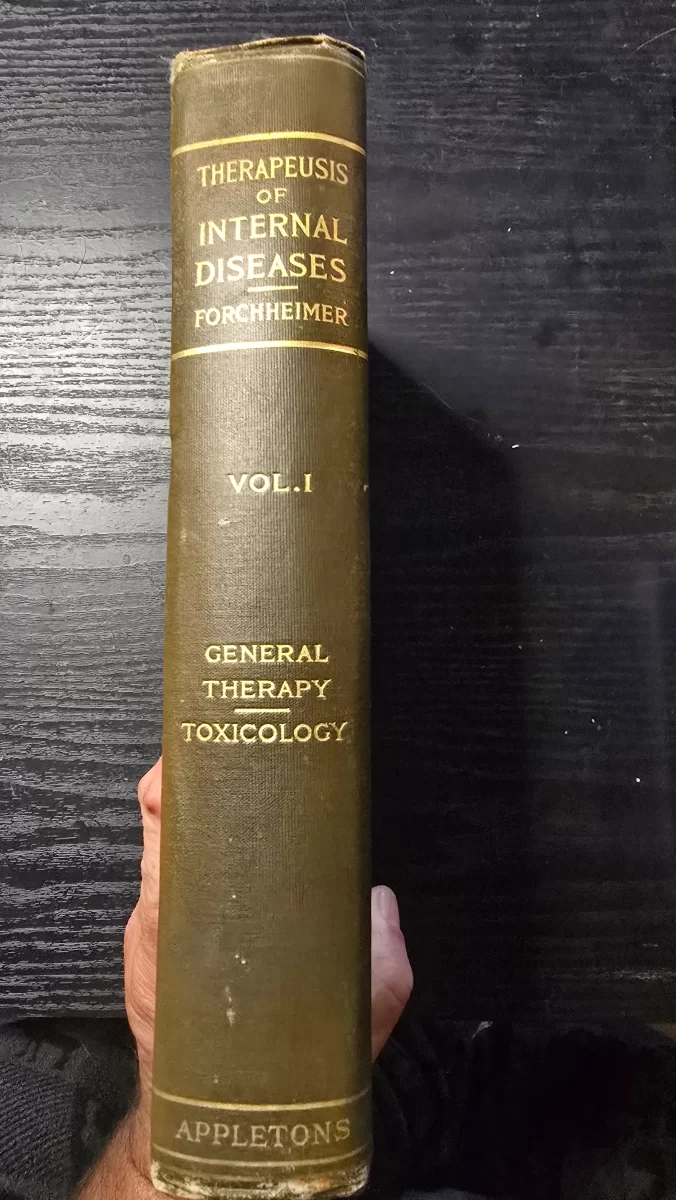 THERAPEUSIS
OF
INTERNAL
DISEASES
FORCHHEIMER
VOL.I
GENERAL
THERAPY
TOXICOLOGY
APPLETONS